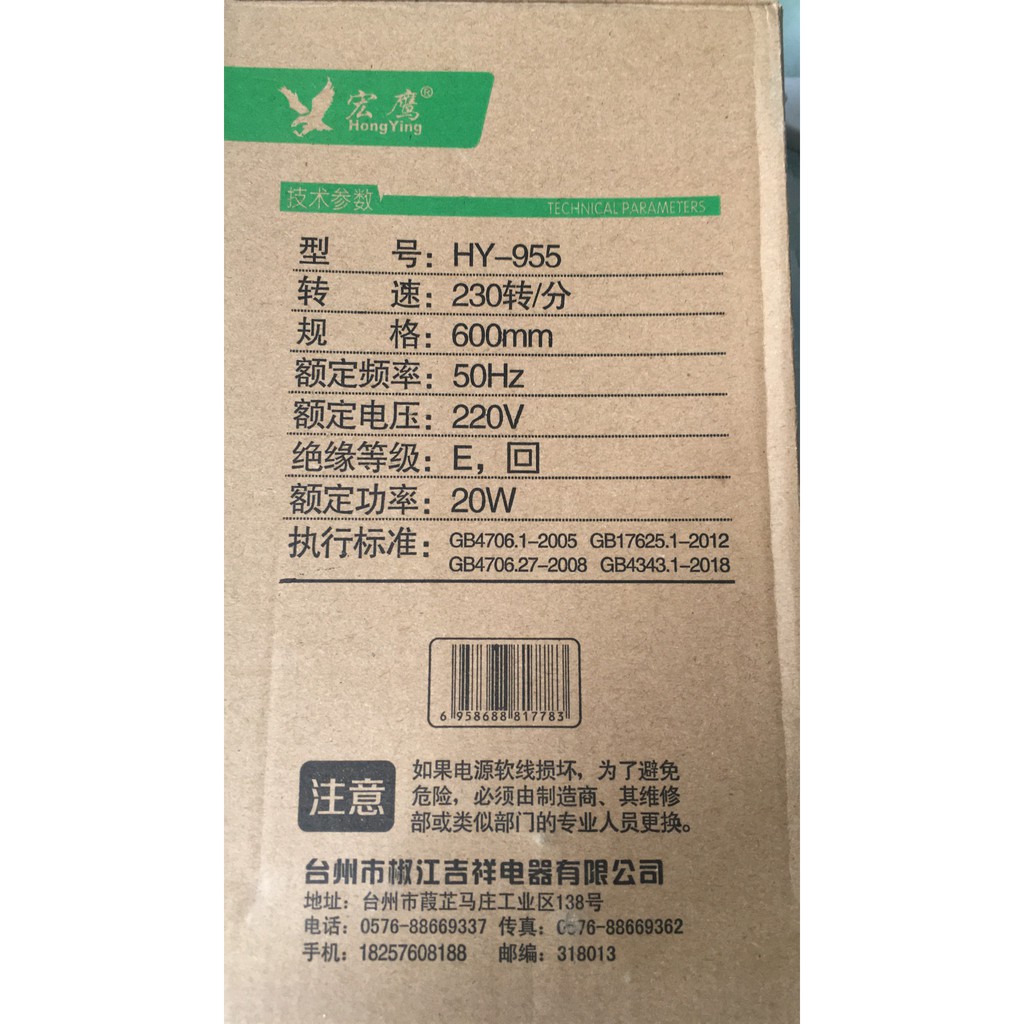 宏鹰®
HongYing
技术参数 TECHNICAL PARAMETERS
型 号：HY-955
转 速：230转/分
规 格：600mm
额定频率：50Hz
额定电压：220V
绝缘等级：E，回
额定功率：20W
执行标准：GB4706.1-2005 GB17625.1-2012
GB4706.27-2008 GB4343.1-2018
6 958688 817783
注意
如果电源软线损坏，为了避免
危险，必须由制造商、其维修
部或类似部门的专业人员更换。
台州市椒江吉祥电器有限公司
地址：台州市葭芷马庄工业区138号
电话：0576-88669337 传真：0576-88669362
手机：18257608188 邮编：318013